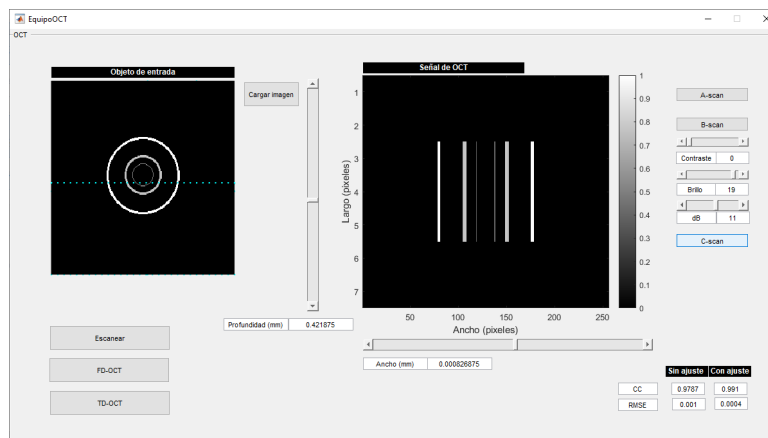 EquipoOCT
OCT
Objeto de entrada
Cargar imagen
Profundidad (mm) 0.421875
Escanear
FD-OCT
TD-OCT
Señal de OCT
Largo (pixeles)
1
2
3
4
5
6
7
50 100 150 200 250
Ancho (pixeles)
1
0.9
0.8
0.7
0.6
0.5
0.4
0.3
0.2
0.1
0
Ancho (mm) 0.000826875
A-scan
B-scan
Contraste 0
Brillo 19
dB 11
C-scan
Sin ajuste Con ajuste
CC 0.9787 0.991
RMSE 0.001 0.0004